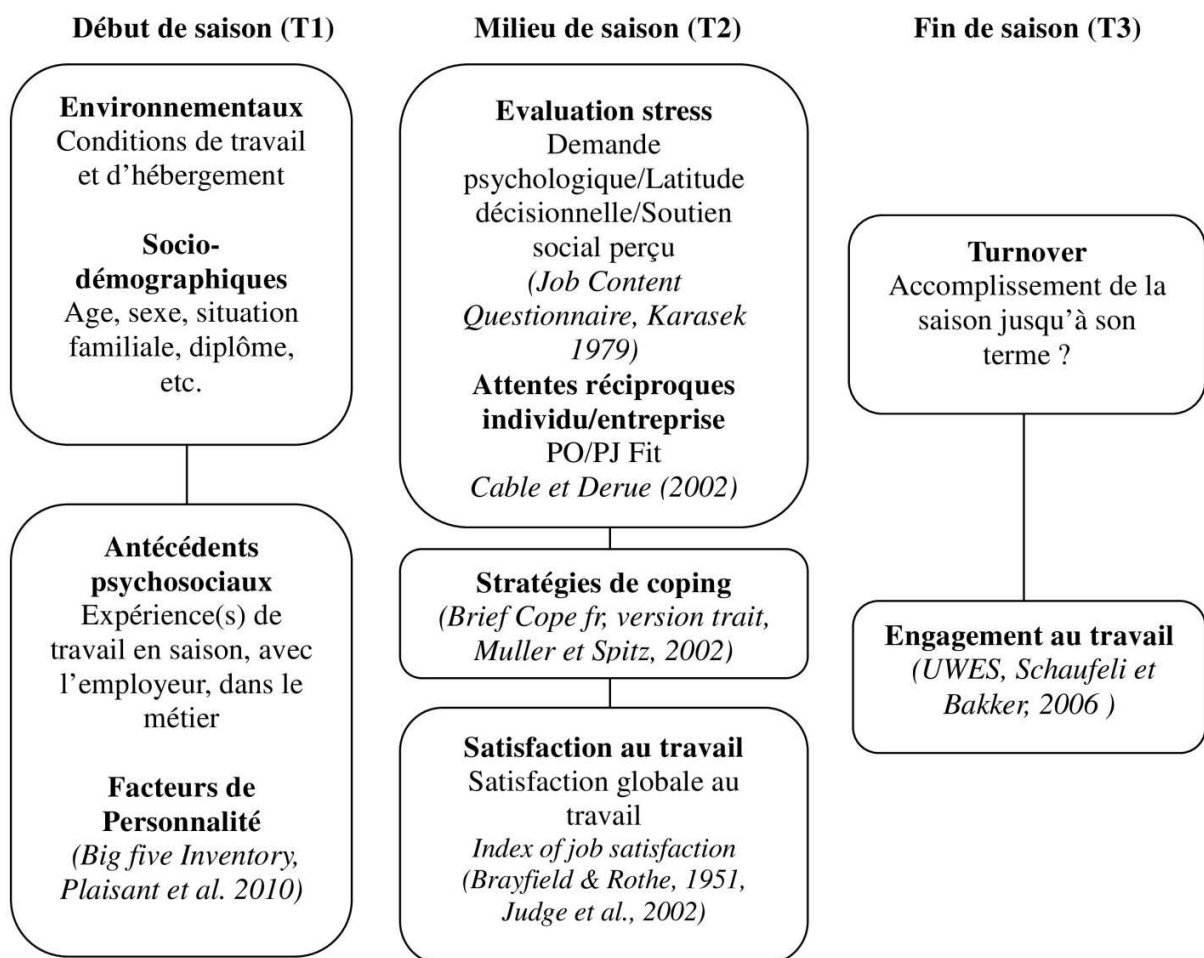 Début de saison (T1)
Milieu de saison (T2)
Fin de saison (T3)
Environnementaux
Conditions de travail
et d’hébergement
Socio-
démographiques
Age, sexe, situation
familiale, diplôme,
etc.
Antécédents
psychosociaux
Expérience(s) de
travail en saison, avec
l’employeur, dans le
métier
Facteurs de
Personnalité
(Big five Inventory,
Plaisant et al. 2010)
Evaluation stress
Demande
psychologique/Latitude
décisionnelle/Soutien
social perçu
(Job Content
Questionnaire, Karasek
1979)
Attentes réciproques
individu/entreprise
PO/PJ Fit
Cable et Derue (2002)
Stratégies de coping
(Brief Cope fr, version trait,
Muller et Spitz, 2002)
Satisfaction au travail
Satisfaction globale au
travail
Index of job satisfaction
(Brayfield & Rothe, 1951,
Judge et al., 2002)
Turnover
Accomplissement de la
saison jusqu’à son
terme ?
Engagement au travail
(UWES, Schaufeli et
Bakker, 2006 )